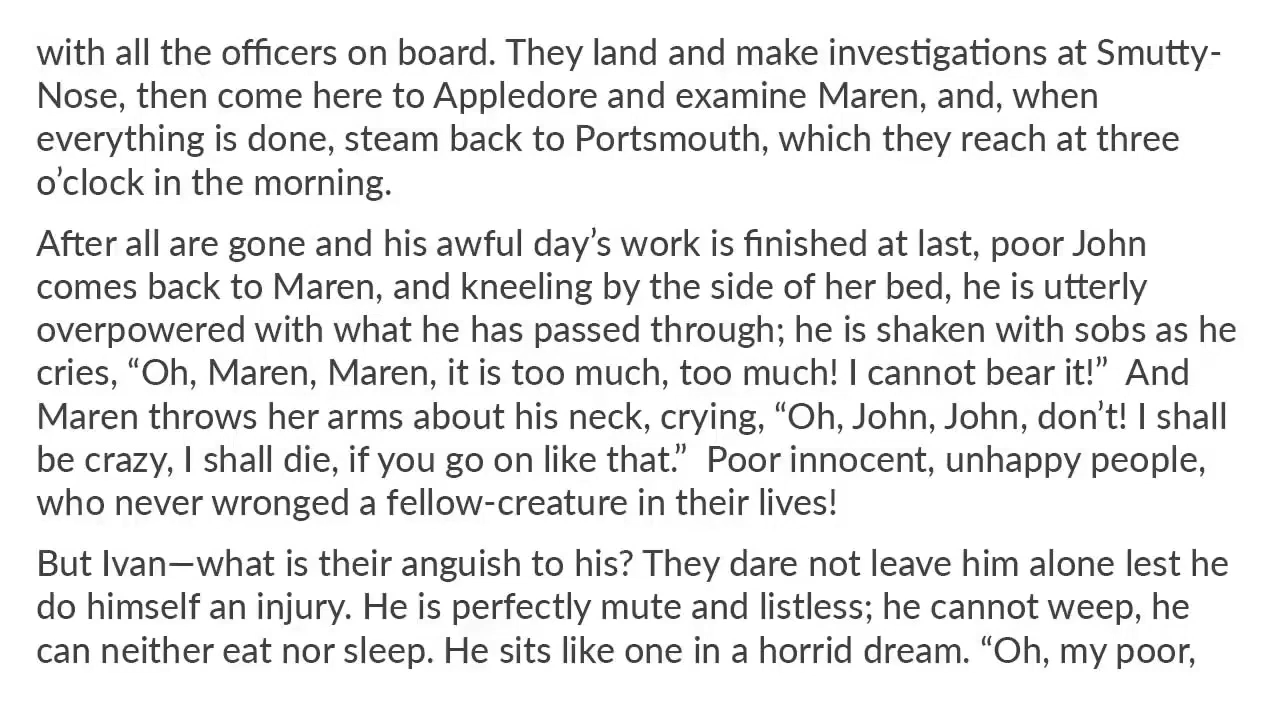 with all the officers on board. They land and make investigations at Smutty-
Nose, then come here to Appledore and examine Maren, and, when
everything is done, steam back to Portsmouth, which they reach at three
o’clock in the morning.
After all are gone and his awful day’s work is finished at last, poor John
comes back to Maren, and kneeling by the side of her bed, he is utterly
overpowered with what he has passed through; he is shaken with sobs as he
cries, “Oh, Maren, Maren, it is too much, too much! I cannot bear it!”  And
Maren throws her arms about his neck, crying, “Oh, John, John, don’t! I shall
be crazy, I shall die, if you go on like that.”  Poor innocent, unhappy people,
who never wronged a fellow-creature in their lives!
But Ivan—what is their anguish to his? They dare not leave him alone lest he
do himself an injury. He is perfectly mute and listless; he cannot weep, he
can neither eat nor sleep. He sits like one in a horrid dream. “Oh, my poor,